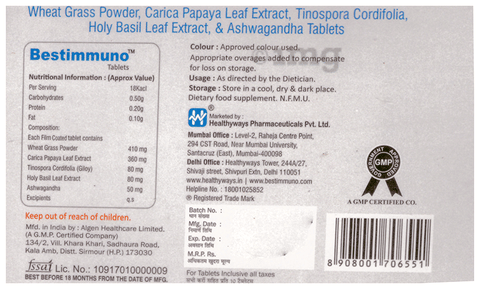 Wheat Grass Powder, Carica Papaya Leaf Extract, Tinospora Cordifolia,
Holy Basil Leaf Extract, & Ashwagandha Tablets
Bestimmuno™
Tablets
Nutritional Information : (Approx Value)
Per Serving 18Kacl
Carbohydrates 0.50g
Protein 0.20g
Fat 0.10g
Composition:
Each Film Coated tablet contains
Wheat Grass Powder 410 mg
Carica Papaya Leaf Extract 360 mg
Tinospora Cordifolia (Giloy) 80 mg
Holy Basil Leaf Extract 80 mg
Ashwagandha 50 mg
Excipients q.s
Keep out of reach of children.
Mfd. in India by : Algen Healthcare Limited.
(A G.M.P. Certified Company)
134/2, Vill. Khara Khari, Sadhaura Road,
Kala Amb, Distt. Sirmour (H.P.) 173030
fssai Lic. No.: 10917010000009
BEST BEFORE 18 MONTHS FROM THE DATE OF MFG.
Colour : Approved colour used.
Appropriate overages added to compensate
for loss on storage.
Usage : As directed by the Dietician.
Storage : Store in a cool, dry & dark place.
Dietary food supplement. N.F.M.U.
Marketed by :
Healthyways Pharmaceuticals Pvt. Ltd.
Mumbai Office : Level-2, Raheja Centre Point,
294 CST Road, Near Mumbai University,
Santacruz (East), Mumbai-400098
Delhi Office : Healthways Tower, 244A/27,
Shivaji street, Shivpuri Extn, Delhi 110051
www.healthyways.in | www.bestimmuno.com
Helpline No. : 18001025852
® Registered Trade Mark
Batch No. :
Mfg. Date :
Exp. Date :
M.R.P. Rs.
For Tablets Inclusive all taxes
GMP
A GMP CERTIFIED CO.
8 908001 706551